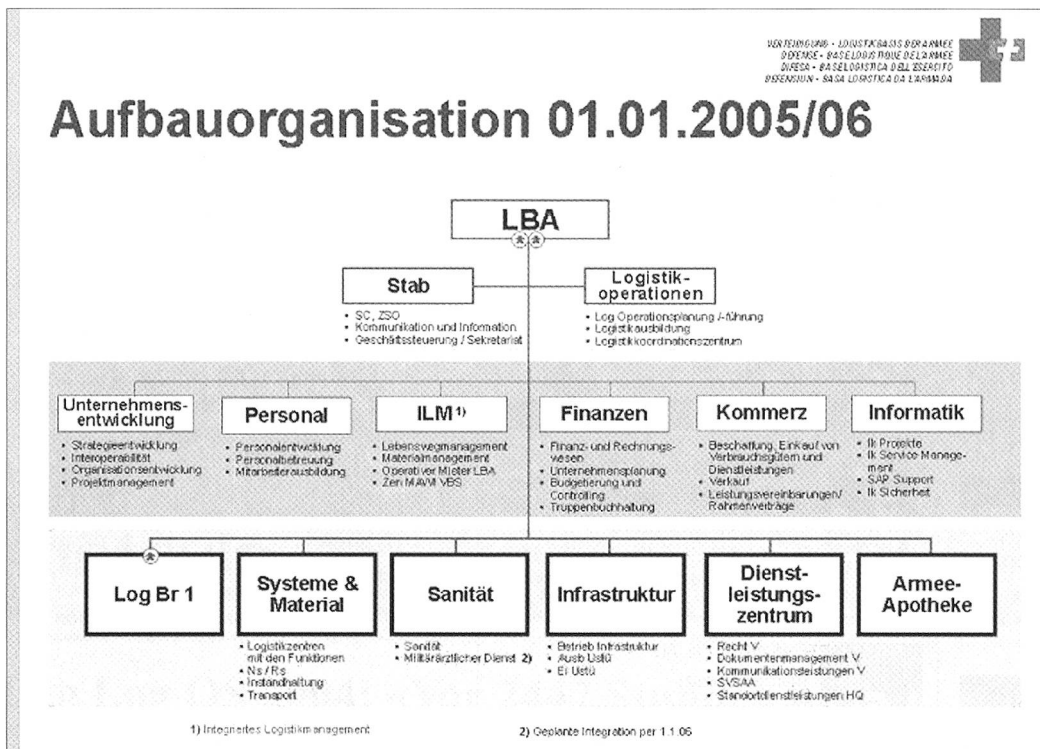 VERTEIDIGUNG - LOGISTIKBASIS DER ARMEE
DEFENSE - BASE LOGISTIQUE DE L'ARMEE
DIFESA - BASE LOGISTICA DELL'ESERCITO
DEFENSIUN - BASA LOGISTICA DA L'ARMADA
Aufbauorganisation 01.01.2005/06
LBA
Stab
• SC, ZSO
• Kommunikation und Information
• Geschäftssteuerung / Sekretariat
Logistik-
operationen
• Log Operationsplanung /-führung
• Logistikausbildung
• Logistikkoordinationszentrum
Unternehmens-
entwicklung
• Strategieentwicklung
• Interoperabilität
• Organisationsentwicklung
• Projektmanagement
Personal
• Personalentwicklung
• Personalbetreuung
• Mitarbeiterausbildung
ILM 1)
• Lebenswegmanagement
• Materialmanagement
• Operativer Mieter LBA
• Zen MAVM VBS
Finanzen
• Finanz- und Rechnungs-
wesen
• Unternehmensplanung
• Budgetierung und
Controlling
• Truppenbuchhaltung
Kommerz
• Beschaffung, Einkauf von
Verbrauchsgütern und
Dienstleistungen
• Verkauf
• Leistungsvereinbarungen/
Rahmenverträge
Informatik
• Ik Projekte
• Ik Service Manage-
ment
• SAP Support
• Ik Sicherheit
Log Br 1
Systeme &
Material
• Logistikzentren
mit den Funktionen
• Ns / Rs
• Instandhaltung
• Transport
Sanität
• Sanität
• Militärärztlicher Dienst 2)
Infrastruktur
• Betrieb Infrastruktur
• Ausb Ustü
• Ei Ustü
Dienst-
leistungs-
zentrum
• Recht V
• Dokumentenmanagement V
• Kommunikationsleistungen V
• SVSAA
• Standortdienstleistungen HQ
Armee-
Apotheke
1) Integriertes Logistikmanagement
2) Geplante Integration per 1.1.06